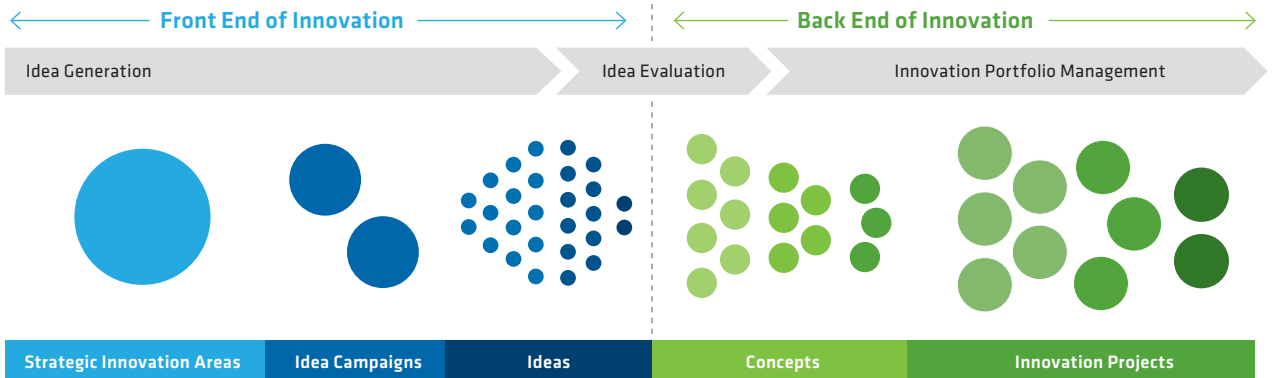 Front End of Innovation
Back End of Innovation
Idea Generation
Idea Evaluation
Innovation Portfolio Management
Strategic Innovation Areas
Idea Campaigns
Ideas
Concepts
Innovation Projects